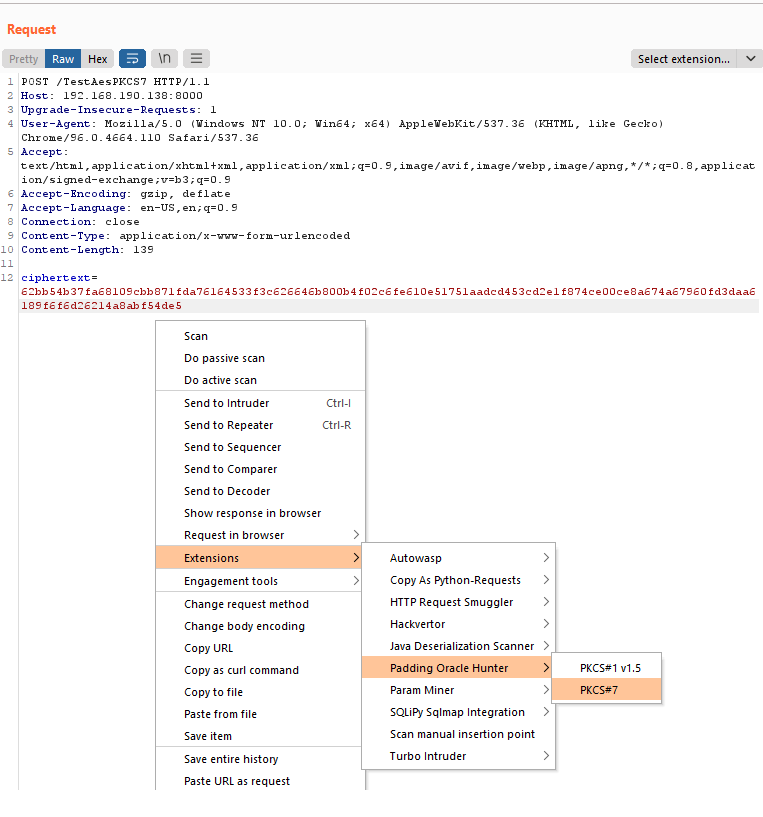 Request
Pretty Raw Hex \n Select extension...
1 POST /TestAesPKCS7 HTTP/1.1
2 Host: 192.168.190.138:8000
3 Upgrade-Insecure-Requests: 1
4 User-Agent: Mozilla/5.0 (Windows NT 10.0; Win64; x64) AppleWebKit/537.36 (KHTML, like Gecko)
Chrome/96.0.4664.110 Safari/537.36
5 Accept:
text/html,application/xhtml+xml,application/xml;q=0.9,image/avif,image/webp,image/apng,*/*;q=0.8,applicat
ion/signed-exchange;v=b3;q=0.9
6 Accept-Encoding: gzip, deflate
7 Accept-Language: en-US,en;q=0.9
8 Connection: close
9 Content-Type: application/x-www-form-urlencoded
10 Content-Length: 139
11
12 ciphertext=
62bb54b37fa68109cbb871fda76164533f3c626646b800b4f02c6fe610e51751aadcd453cd2e1f874ce00ce8a674a67960fd3daa6
189f6f6d26214a8abf54de5
Scan
Do passive scan
Do active scan
Send to Intruder Ctrl-I
Send to Repeater Ctrl-R
Send to Sequencer
Send to Comparer
Send to Decoder
Show response in browser
Request in browser
Extensions
Engagement tools
Change request method
Change body encoding
Copy URL
Copy as curl command
Copy to file
Paste from file
Save item
Save entire history
Paste URL as request
Autowasp
Copy As Python-Requests
HTTP Request Smuggler
Hackvertor
Java Deserialization Scanner
Padding Oracle Hunter
Param Miner
SQLiPy Sqlmap Integration
Scan manual insertion point
Turbo Intruder
PKCS#1 v1.5
PKCS#7